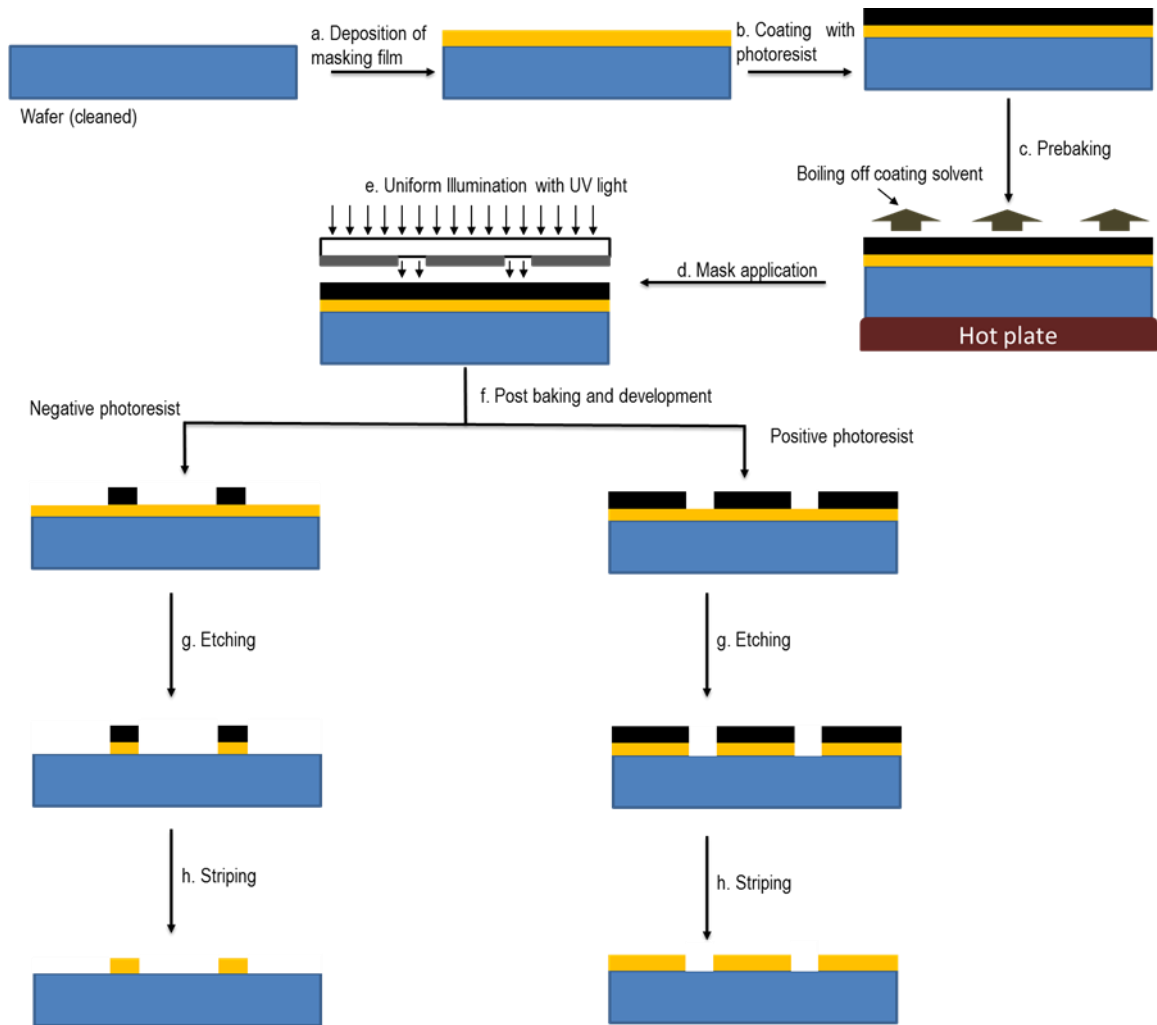 a. Deposition of
masking film
b. Coating with
photoresist
Wafer (cleaned)
c. Prebaking
Boiling off coating solvent
e. Uniform Illumination with UV light
d. Mask application
Hot plate
f. Post baking and development
Negative photoresist
Positive photoresist
g. Etching
g. Etching
h. Striping
h. Striping